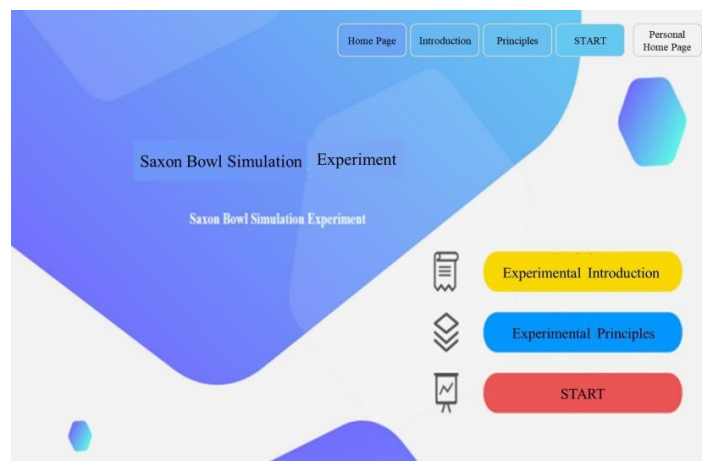 Home Page
Introduction
Principles
START
Personal
Home Page
Saxon Bowl Simulation Experiment
Saxon Bowl Simulation Experiment
Experimental Introduction
Experimental Principles
START